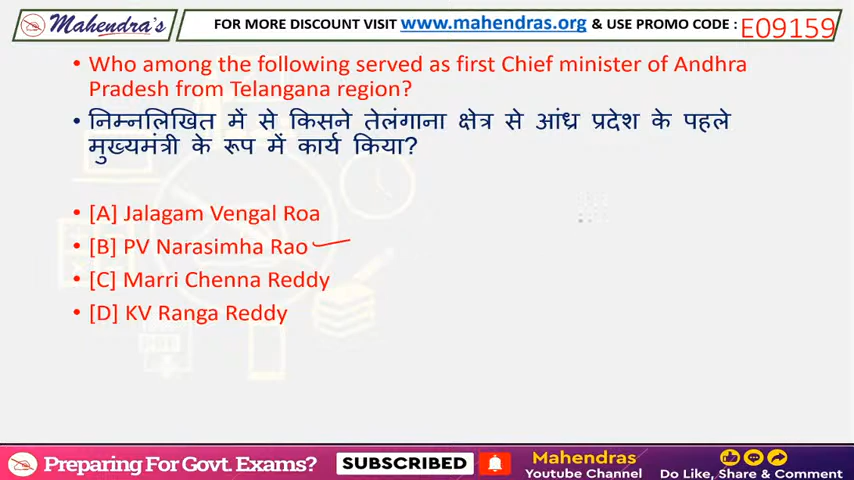 Mahendra's
FOR MORE DISCOUNT VISIT www.mahendras.org & USE PROMO CODE : E09159
• Who among the following served as first Chief minister of Andhra
Pradesh from Telangana region?
• निम्नलिखित में से किसने तेलंगाना क्षेत्र से आंध्र प्रदेश के पहले
मुख्यमंत्री के रूप में कार्य किया?
• [A] Jalagam Vengal Roa
• [B] PV Narasimha Rao
• [C] Marri Chenna Reddy
• [D] KV Ranga Reddy
Preparing For Govt. Exams?
SUBSCRIBED
Mahendras
Youtube Channel
Do Like, Share & Comment